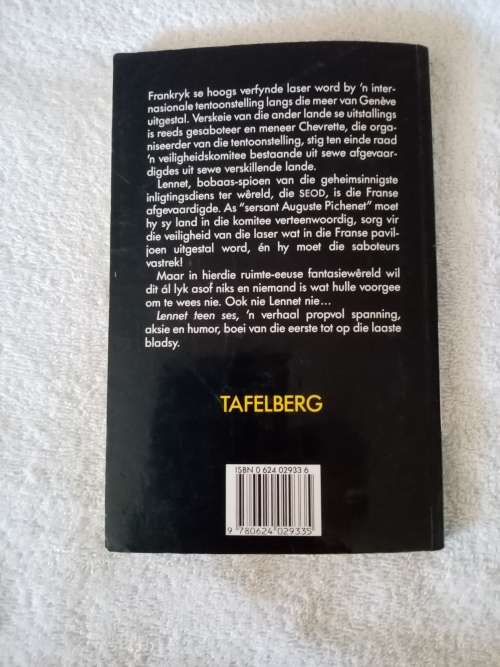 Frankryk se hoogs verfynde laser word by 'n inter-
nasionale tentoonstelling langs die meer van Genève
uitgestal. Verskeie van die ander lande se uitstallings
is reeds gesaboteer en meneer Chevrette, die orga-
niseerder van die tentoonstelling, stig ten einde raad
'n veiligheidskomitee bestaande uit sewe afgevaar-
digdes uit sewe verskillende lande.
Lennet, bobaas-spioen van die geheimsinnigste
inligtingsdiens ter wêreld, die SEOD, is die Franse
afgevaardigde. As "sersant Auguste Pichenet" moet
hy sy land in die komitee verteenwoordig, sorg vir
die veiligheid van die laser wat in die Franse pavil-
joen uitgestal word, én hy moet die saboteurs
vastrek!
Maar in hierdie ruimte-eeuse fantasiewêreld wil
dit ál lyk asof niks en niemand is wat hulle voorgee
om te wees nie. Ook nie Lennet nie...
Lennet teen ses, 'n verhaal propvol spanning,
aksie en humor, boei van die eerste tot op die laaste
bladsy.
TAFELBERG
ISBN 0 624 02933 6
9 780624 029335